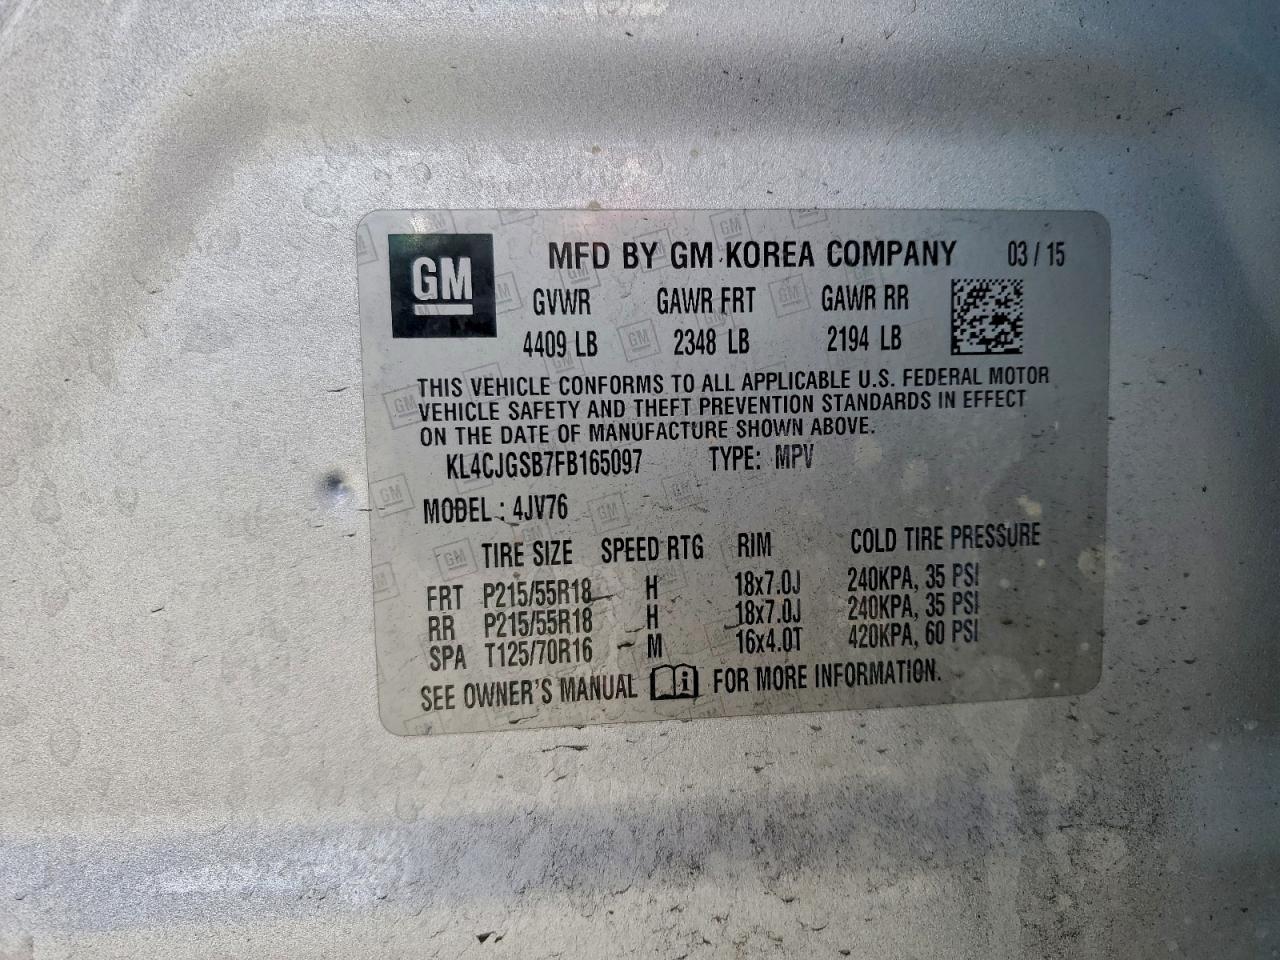 GM MFD BY GM KOREA COMPANY 03/15
GVWR GAWR FRT GAWR RR
4409 LB 2348 LB 2194 LB
THIS VEHICLE CONFORMS TO ALL APPLICABLE U.S. FEDERAL MOTOR
VEHICLE SAFETY AND THEFT PREVENTION STANDARDS IN EFFECT
ON THE DATE OF MANUFACTURE SHOWN ABOVE.
KL4CJGSB7FB165097 TYPE: MPV
MODEL: 4JV76
TIRE SIZE SPEED RTG RIM COLD TIRE PRESSURE
FRT P215/55R18 H 18x7.0J 240KPA, 35 PSI
RR P215/55R18 H 18x7.0J 240KPA, 35 PSI
SPA T125/70R16 M 16x4.0T 420KPA, 60 PSI
SEE OWNER'S MANUAL i FOR MORE INFORMATION.